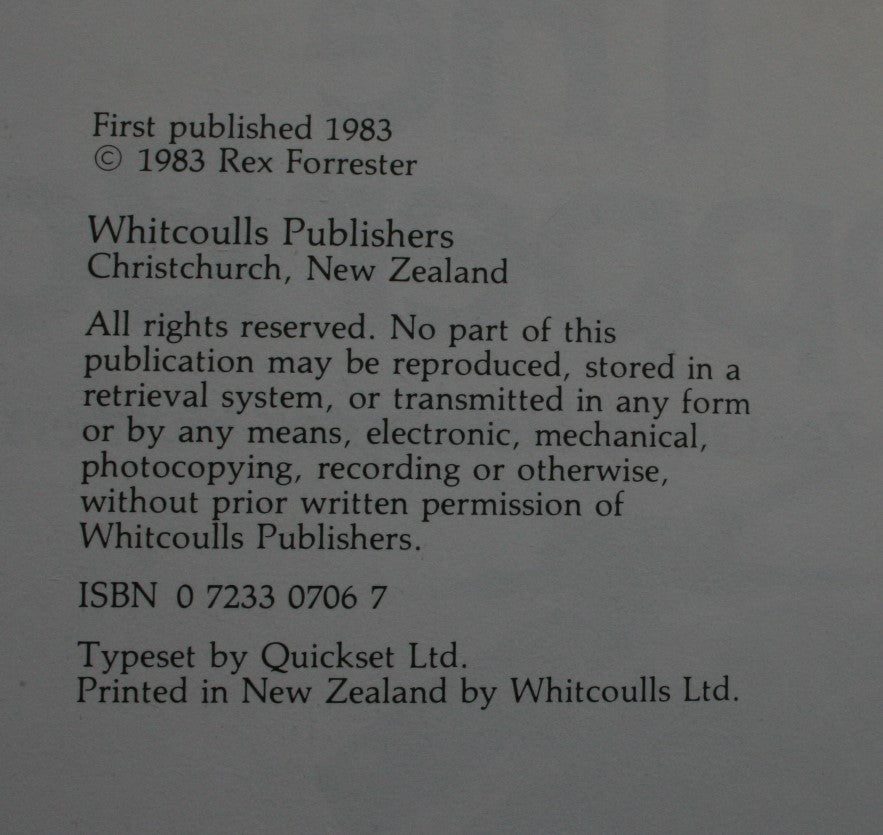 First published 1983
© 1983 Rex Forrester
Whitcoulls Publishers
Christchurch, New Zealand
All rights reserved. No part of this
publication may be reproduced, stored in a
retrieval system, or transmitted in any form
or by any means, electronic, mechanical,
photocopying, recording or otherwise,
without prior written permission of
Whitcoulls Publishers.
ISBN 0 7233 0706 7
Typeset by Quickset Ltd.
Printed in New Zealand by Whitcoulls Ltd.